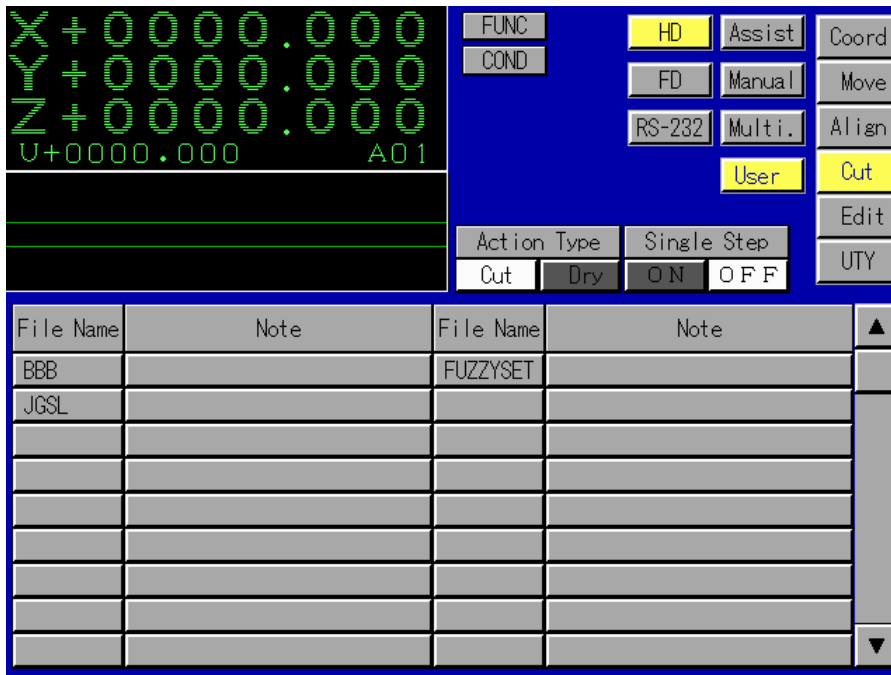 X+0000.000
Y+0000.000
Z+0000.000
U+0000.000 A01
FUNC
COND
HD Assist
FD Manual
RS-232 Multi.
User
Coord
Move
Align
Cut
Edit
UTY
Action Type Single Step
Cut Dry ON OFF
File Name Note File Name Note
BBB FUZZYSET
JGSL